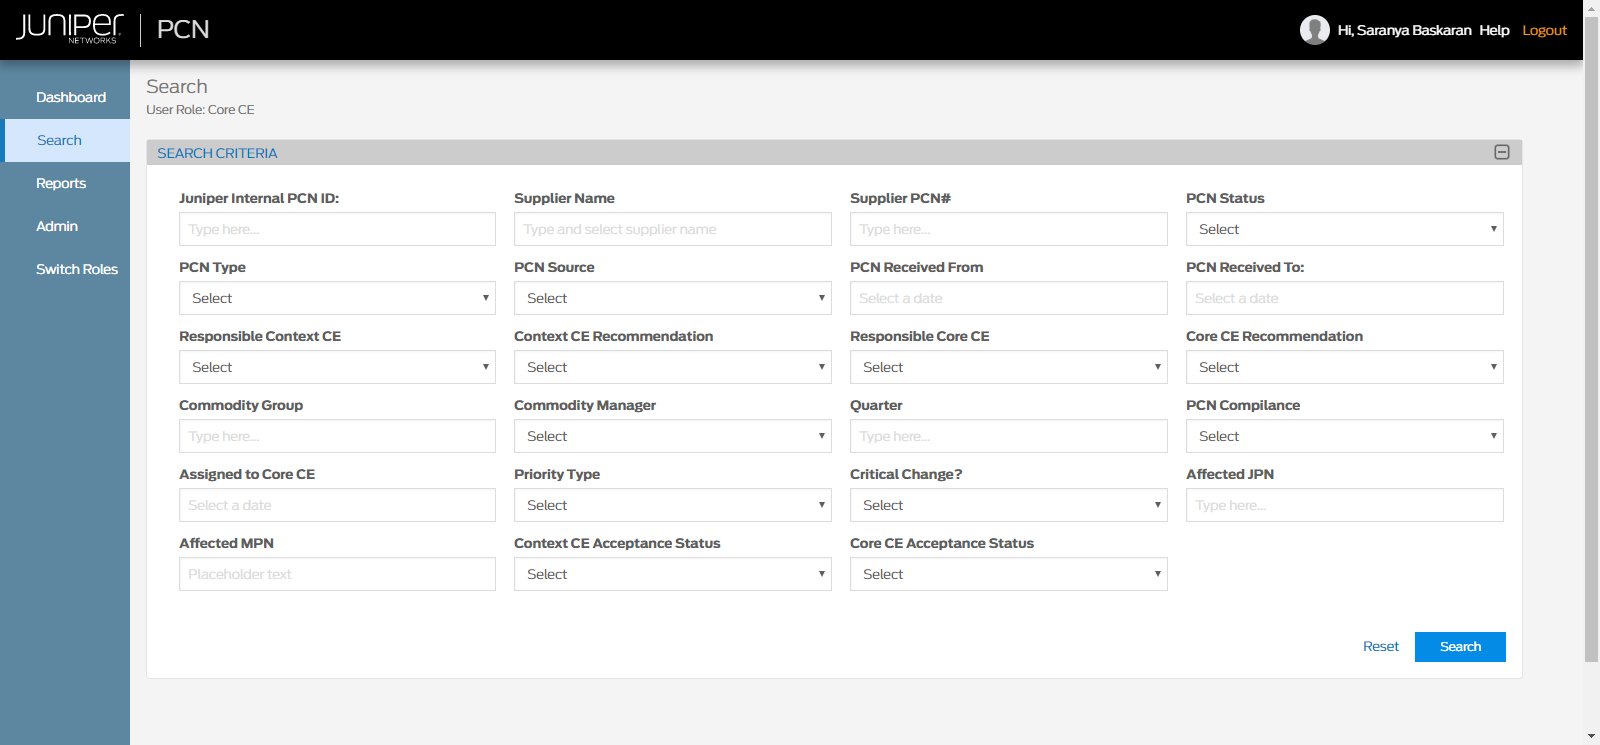 JUNIPER NETWORKS PCN Hi, Saranya Baskaran Help Logout
Dashboard
Search
Reports
Admin
Switch Roles
Search
User Role: Core CE
SEARCH CRITERIA
Juniper Internal PCN ID: Supplier Name Supplier PCN# PCN Status
Type here... Type and select supplier name Type here... Select
PCN Type PCN Source PCN Received From PCN Received To:
Select Select Select a date Select a date
Responsible Context CE Context CE Recommendation Responsible Core CE Core CE Recommendation
Select Select Select Select
Commodity Group Commodity Manager Quarter PCN Compilance
Type here... Select Type here... Select
Assigned to Core CE Priority Type Critical Change? Affected JPN
Select a date Select Select Type here...
Affected MPN Context CE Acceptance Status Core CE Acceptance Status
Placeholder text Select Select
Reset Search